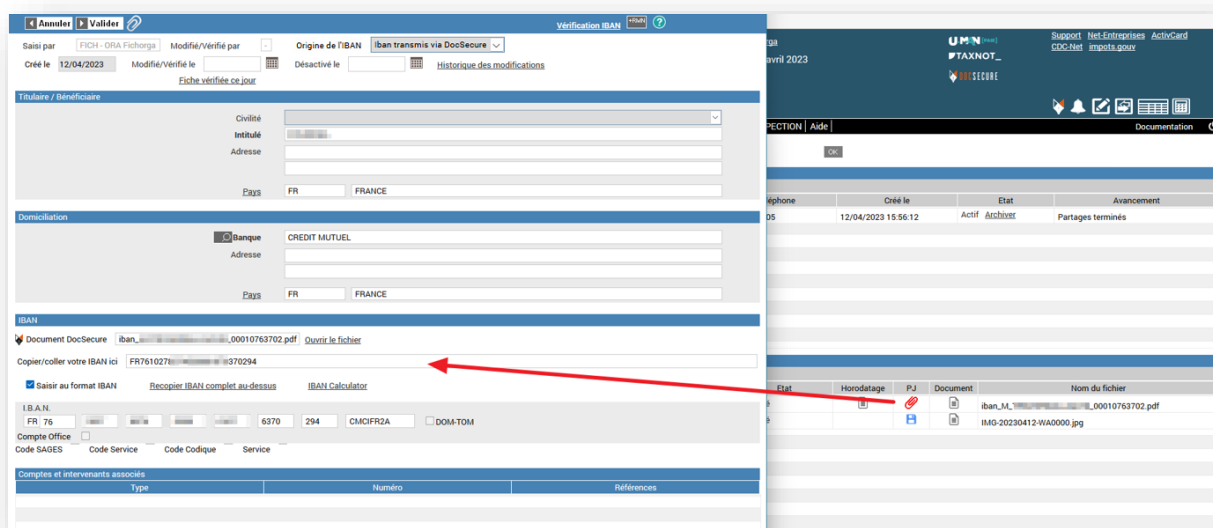 Annuler Valider Vérification IBAN +RMN ?
Saisi par FICH - DRA Fichorga Modifié/Vérifié par - Origine de l'IBAN Iban transmis via DocSecure
Créé le 12/04/2023 Modifié/Vérifié le Désactivé le Historique des modifications
Fiche vérifiée ce jour
Titulaire / Bénéficiaire
Civilité
Intitulé
Adresse
Pays FR FRANCE
Domiciliation
Banque CREDIT MUTUEL
Adresse
Pays FR FRANCE
IBAN
Document DocSecure iban_ _00010763702.pdf Ouvrir le fichier
Copier/coller votre IBAN ici FR7610278 370294
Saisir au format IBAN Recopier IBAN complet au-dessus IBAN Calculator
I.B.A.N.
FR 76 6370 294 CMCIFR2A DOM-TOM
Compte Office
Code SAGES Code Service Code Codique Service
Comptes et intervenants associés
Type Numéro Références
rga
avril 2023
Support Net-Entreprises ActivCard
CDC-Net impots.gouv
TAXNOT_
DOCSECURE
PECTION Aide Documentation
OK
léphone Créé le Etat Avancement
05 12/04/2023 15:56:12 Actif Archiver Partages terminés
Etat Horodatage PJ Document Nom du fichier
iban_M_ _00010763702.pdf
IMG-20230412-WA0000.jpg